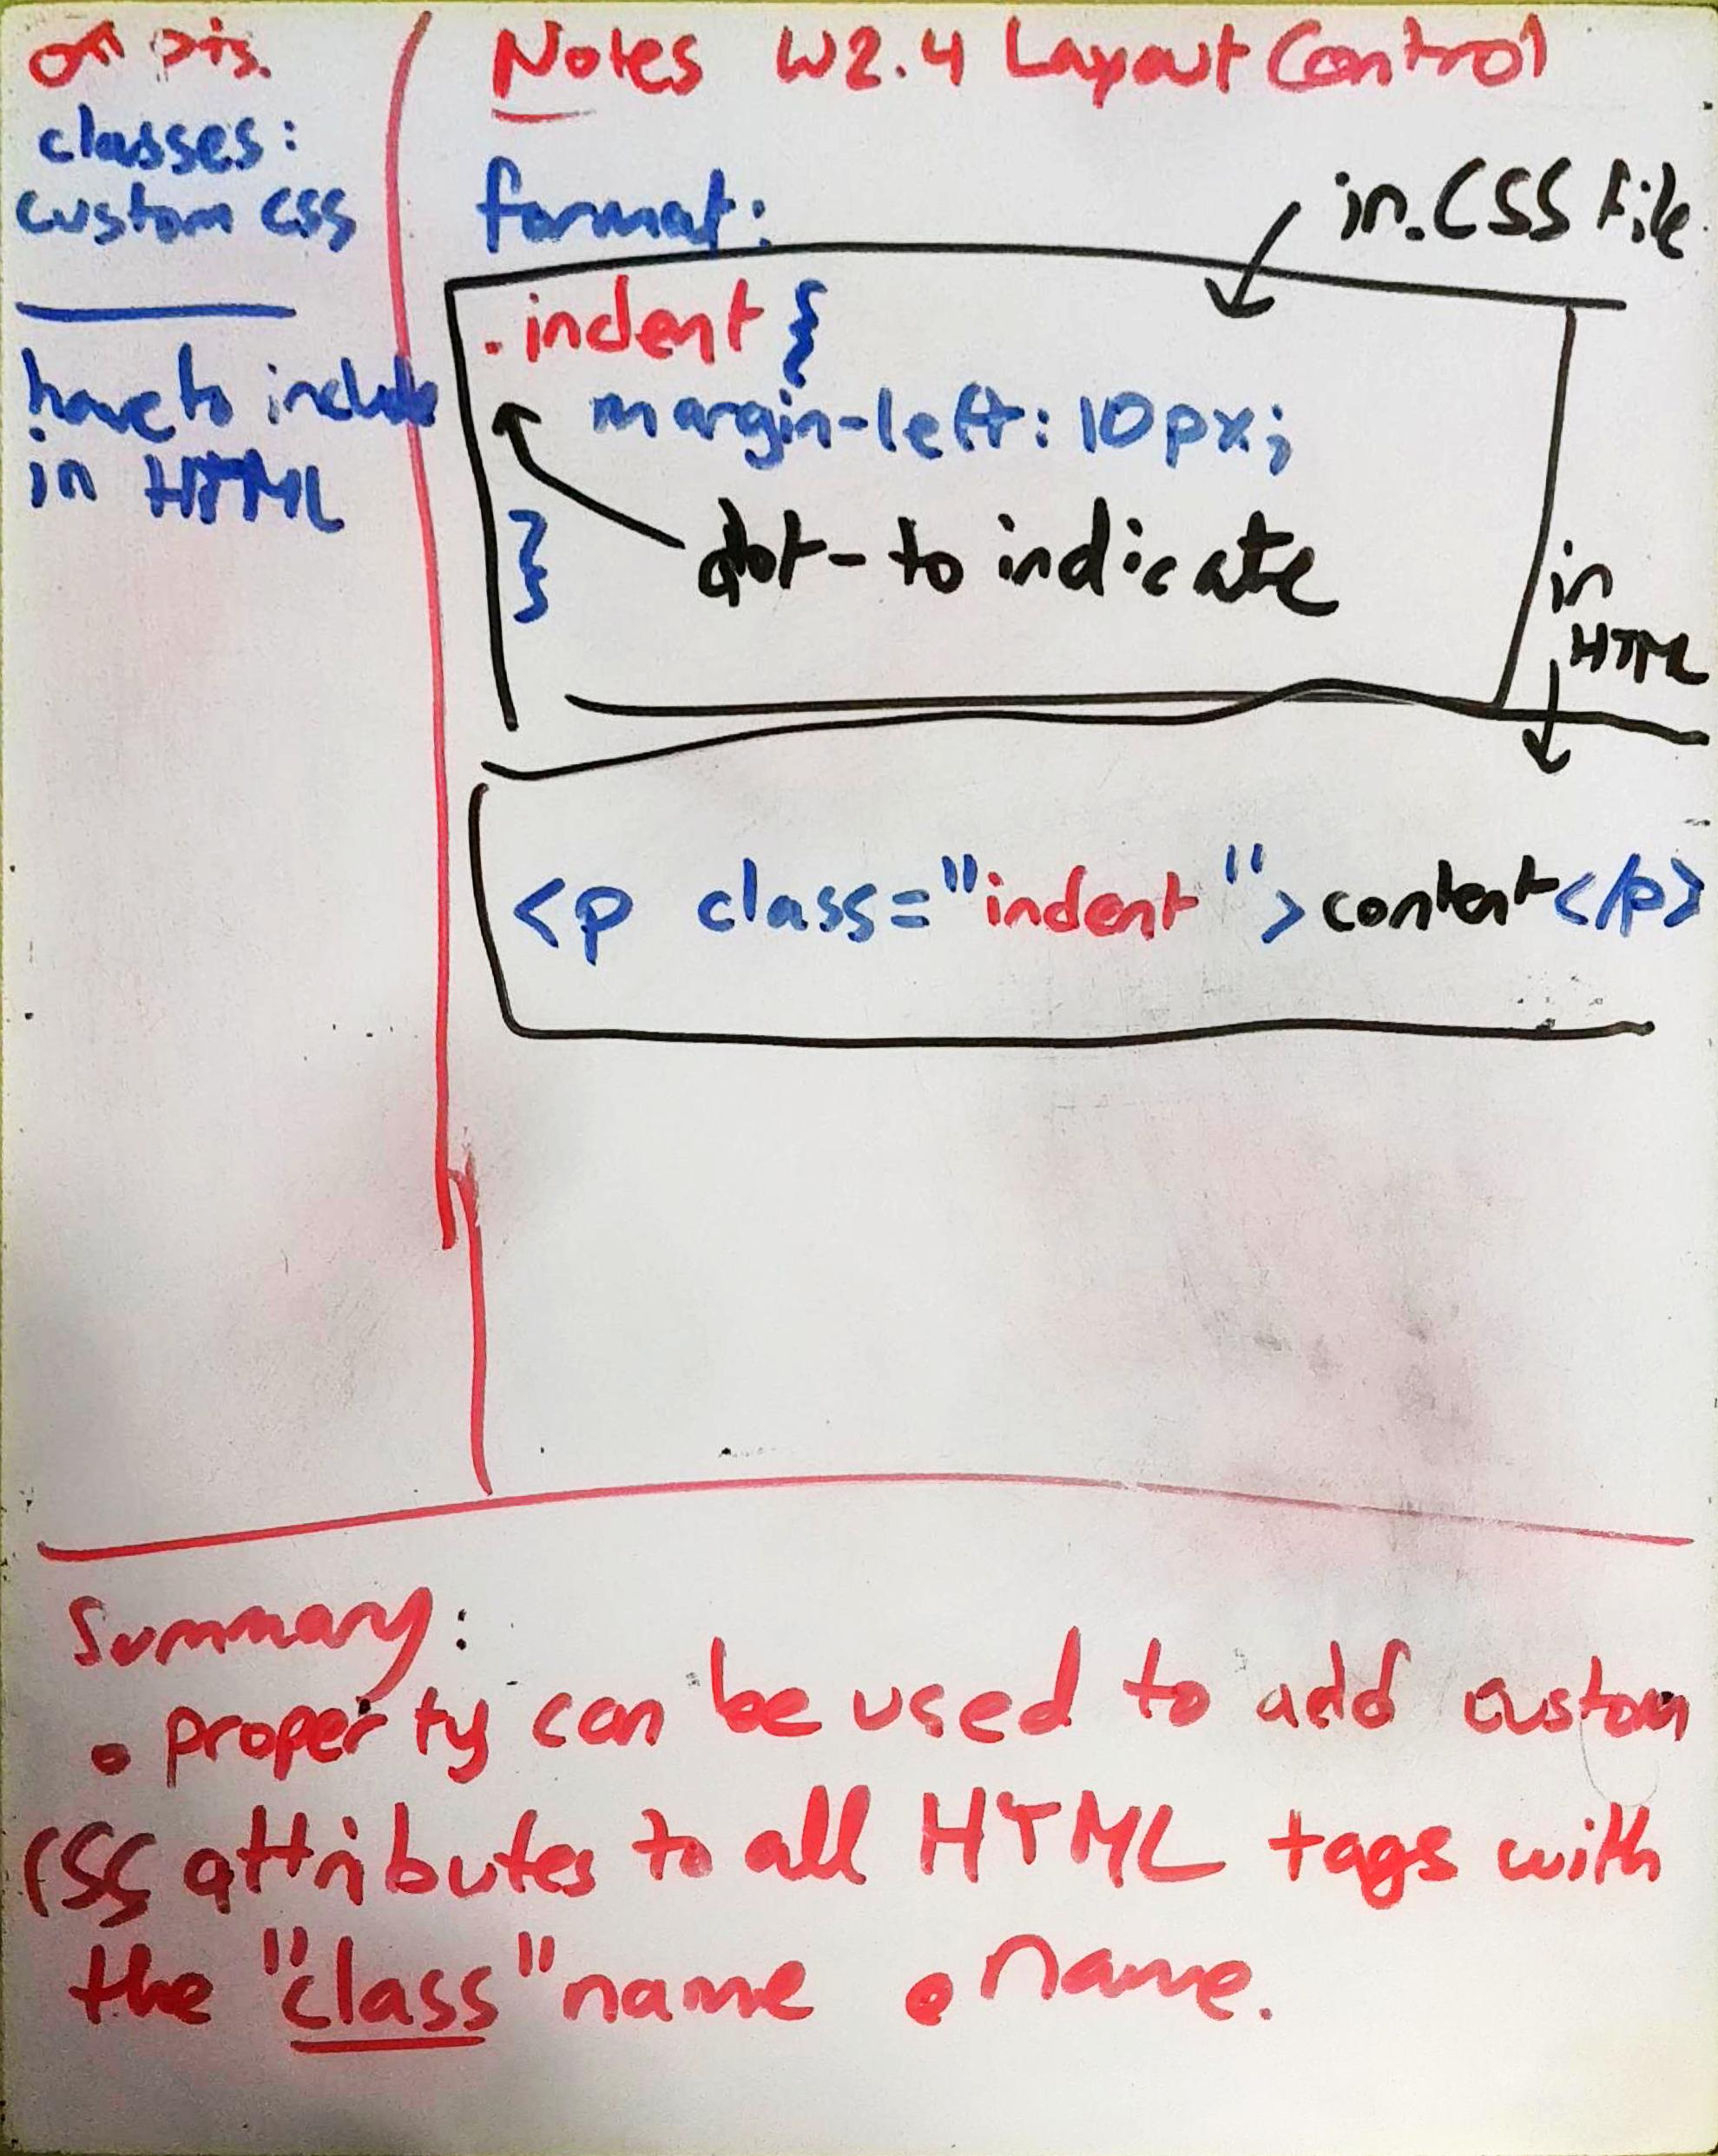 pts.
classes:
custom CSS
have to include
in HTML
Notes W2.4 Layout Control
format:
in .CSS File
.indent {
margin-left: 10px;
}
dot - to indicate
in
HTML
<p class="indent">content</p>
Summary:
• property can be used to add custom
CSS attributes to all HTML tags with
the "class" name .name.